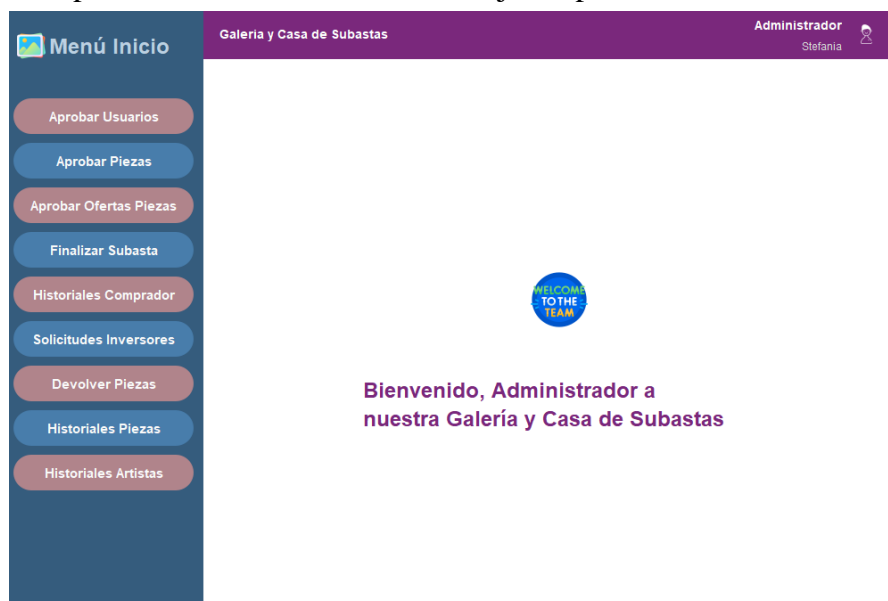 Menú Inicio
Galeria y Casa de Subastas
Administrador
Stefania
Aprobar Usuarios
Aprobar Piezas
Aprobar Ofertas Piezas
Finalizar Subasta
Historiales Comprador
Solicitudes Inversores
Devolver Piezas
Historiales Piezas
Historiales Artistas
WELCOME
TO THE
TEAM
Bienvenido, Administrador a
nuestra Galería y Casa de Subastas